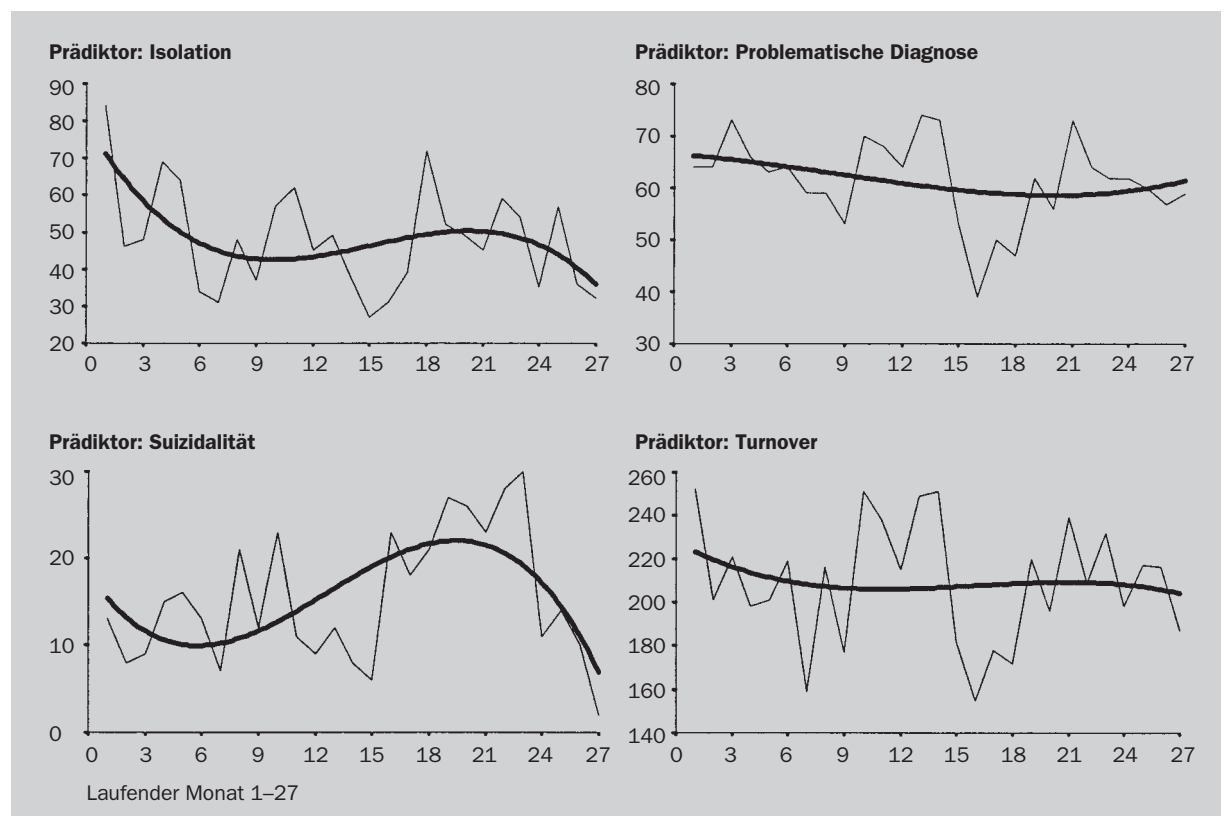 Prädiktor: Isolation
90
80
70
60
50
40
30
20
0 3 6 9 12 15 18 21 24 27
Prädiktor: Problematische Diagnose
80
70
60
50
40
30
0 3 6 9 12 15 18 21 24 27
Prädiktor: Suizidalität
30
20
10
0
0 3 6 9 12 15 18 21 24 27
Laufender Monat 1–27
Prädiktor: Turnover
260
240
220
200
180
160
140
0 3 6 9 12 15 18 21 24 27